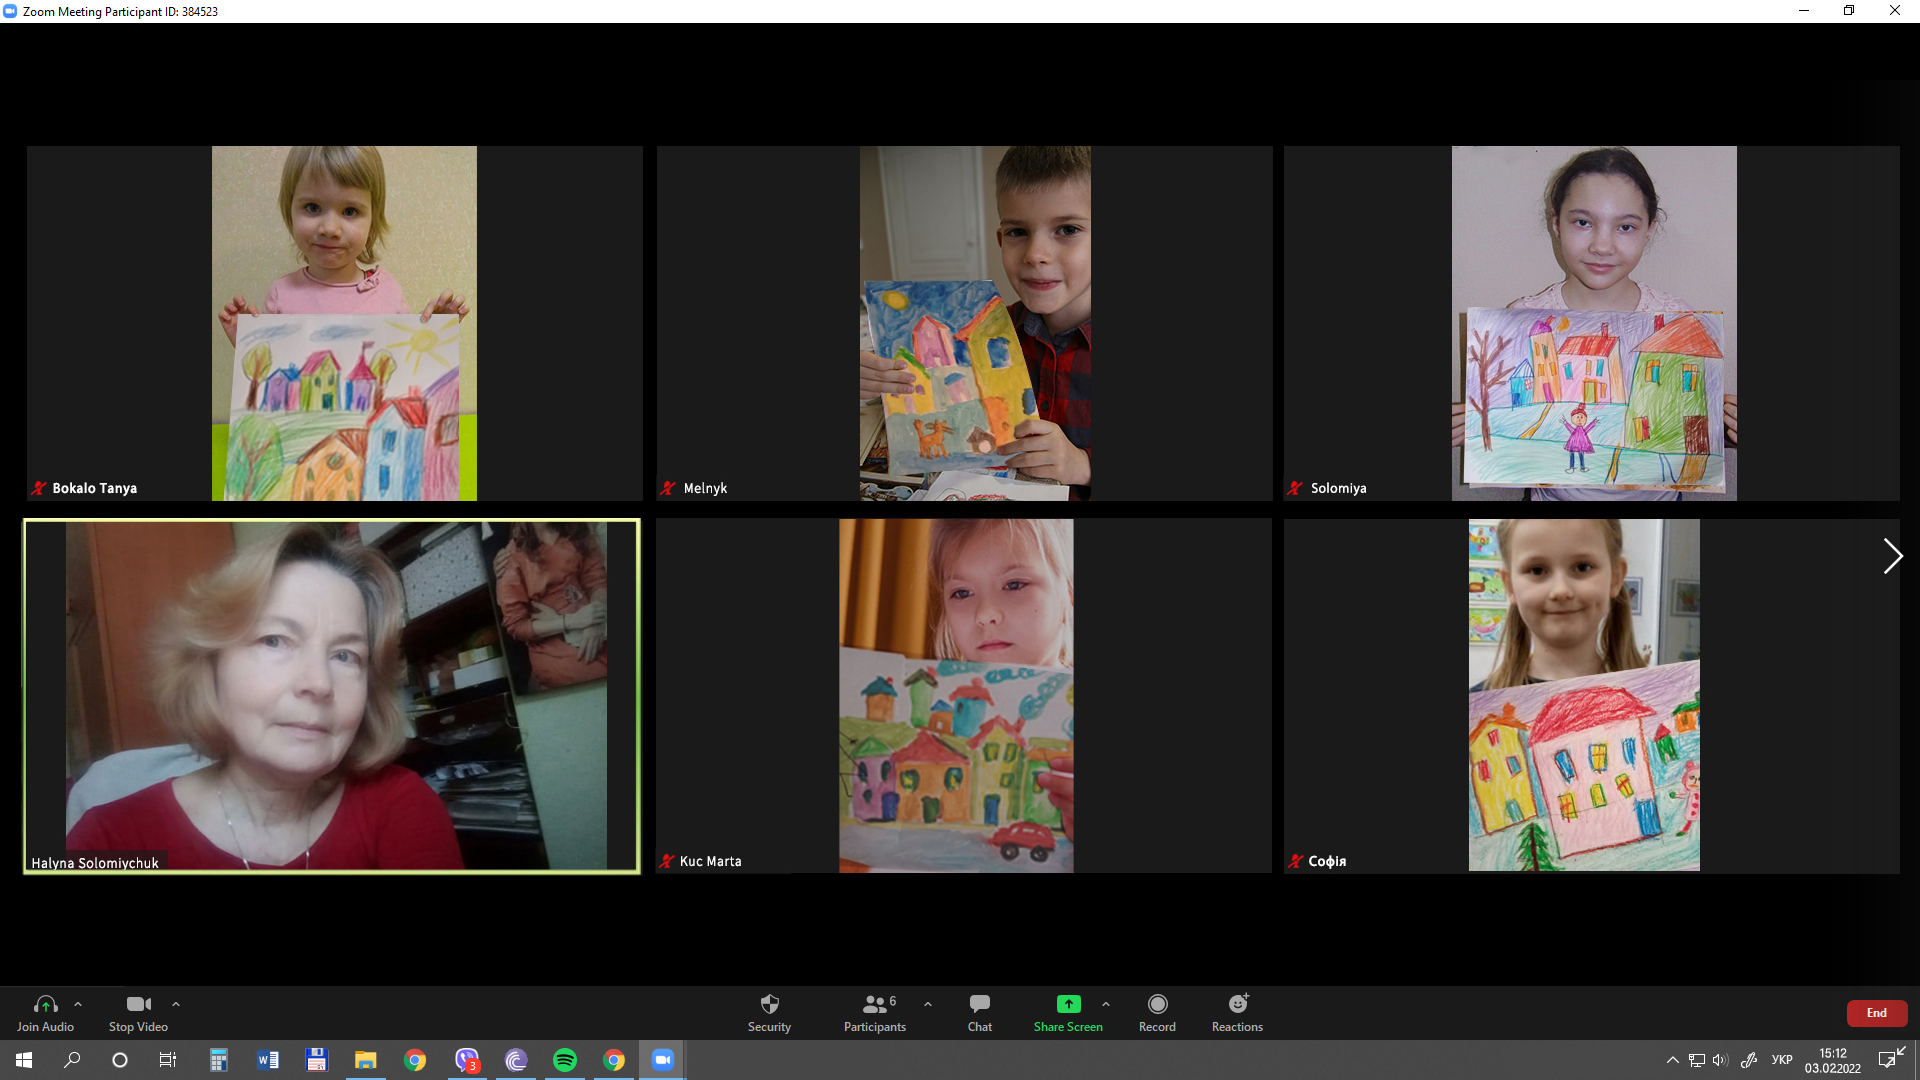 Zoom Meeting Participant ID: 384523
Bokalo Tanya
Melnyk
Solomiya
Halyna Solomiychuk
Kuc Marta
Софія
Join Audio
Stop Video
Security
6
Participants
Chat
Share Screen
Record
Reactions
End
3
УКР
15:12
03.02.2022